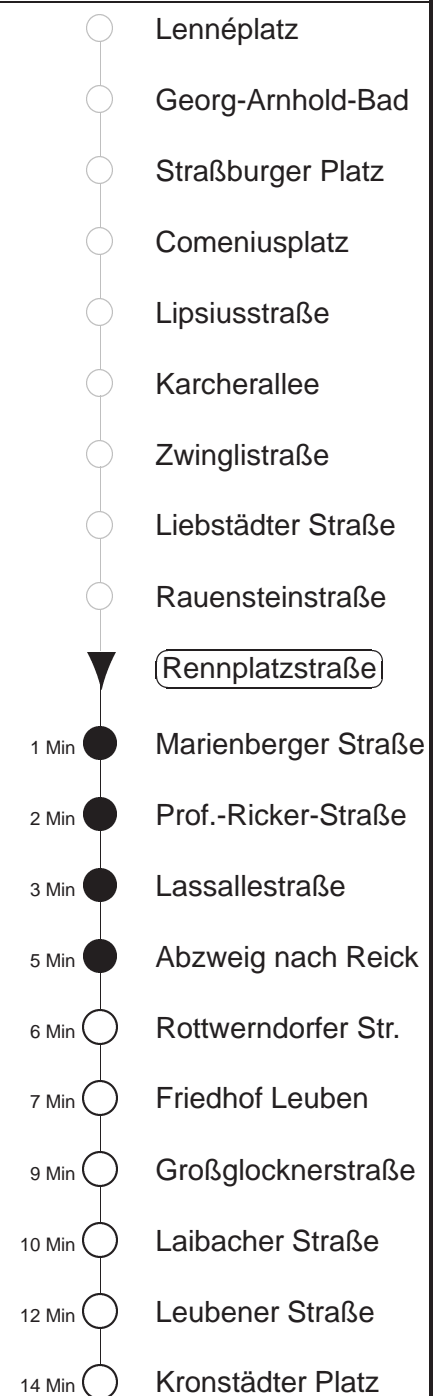 Lennéplatz
Georg-Arnhold-Bad
Straßburger Platz
Comeniusplatz
Lipsiusstraße
Karcherallee
Zwinglistraße
Liebstädter Straße
Rauensteinstraße
Rennplatzstraße
1 Min Marienberger Straße
2 Min Prof.-Ricker-Straße
3 Min Lassallestraße
5 Min Abzweig nach Reick
6 Min Rottwerndorfer Str.
7 Min Friedhof Leuben
9 Min Großglocknerstraße
10 Min Laibacher Straße
12 Min Leubener Straße
14 Min Kronstädter Platz